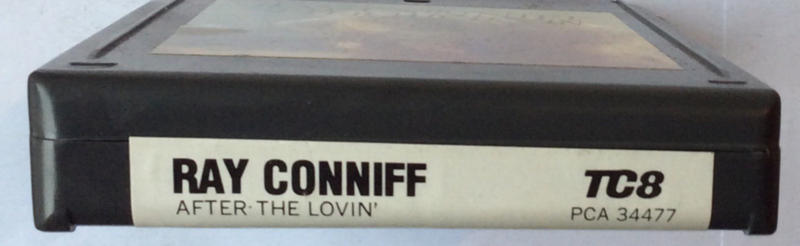 RAY CONNIFF
AFTER THE LOVIN'
TC8
PCA 34477